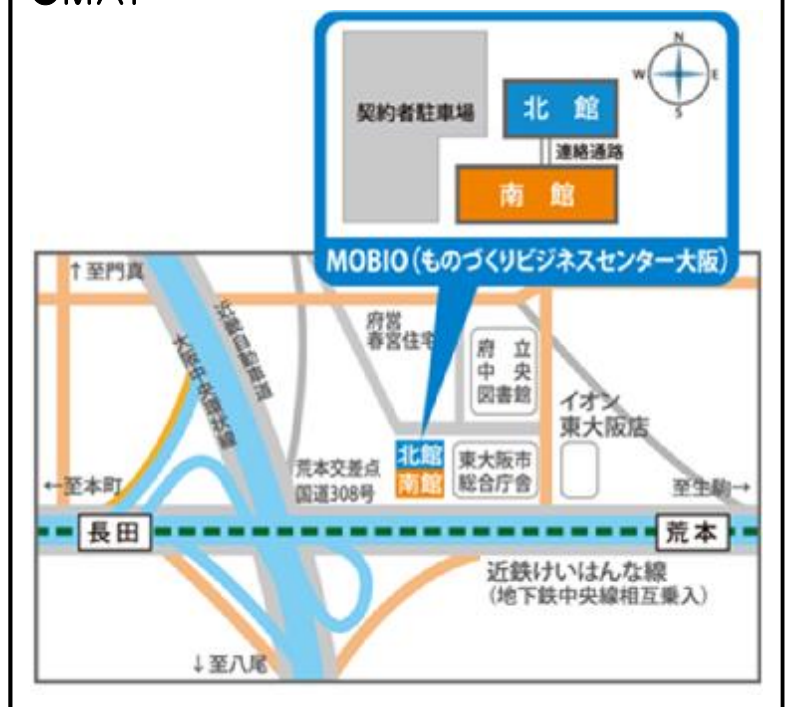 ●MAP
N
W
E
S
契約者駐車場
北 館
連絡通路
南 館
MOBIO(ものづくりビジネスセンター大阪)
↑至門真
近畿自動車道
大阪中央環状線
府営
春宮住宅
府 立
中 央
図書館
イオン
東大阪店
北館
南館
東大阪市
総合庁舎
荒本交差点
国道308号
←至本町
至生駒→
長田
荒本
近鉄けいはんな線
(地下鉄中央線相互乗入)
↓至八尾